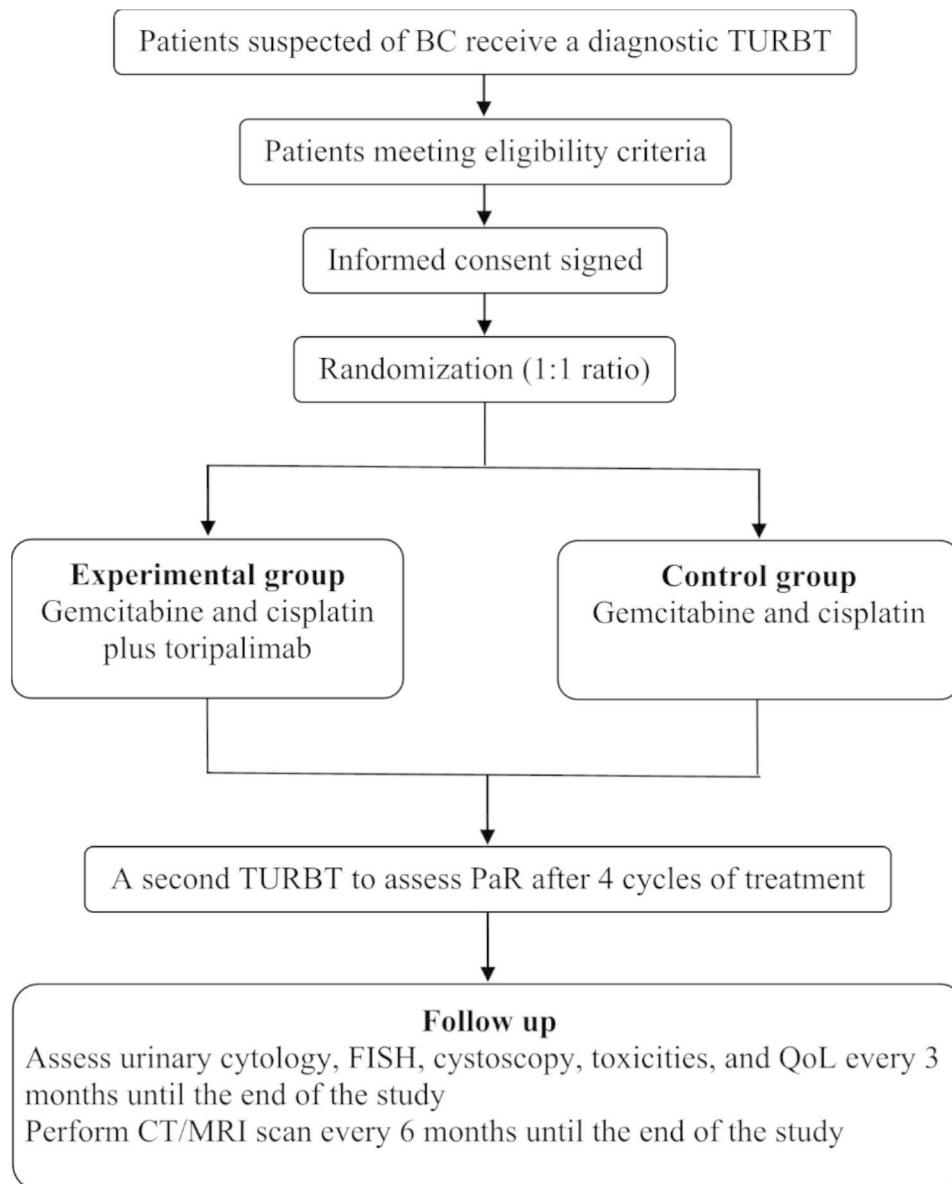 Patients suspected of BC receive a diagnostic TURBT
Patients meeting eligibility criteria
Informed consent signed
Randomization (1:1 ratio)
Experimental group
Gemcitabine and cisplatin
plus toripalimab
Control group
Gemcitabine and cisplatin
A second TURBT to assess PaR after 4 cycles of treatment
Follow up
Assess urinary cytology, FISH, cystoscopy, toxicities, and QoL every 3
months until the end of the study
Perform CT/MRI scan every 6 months until the end of the study